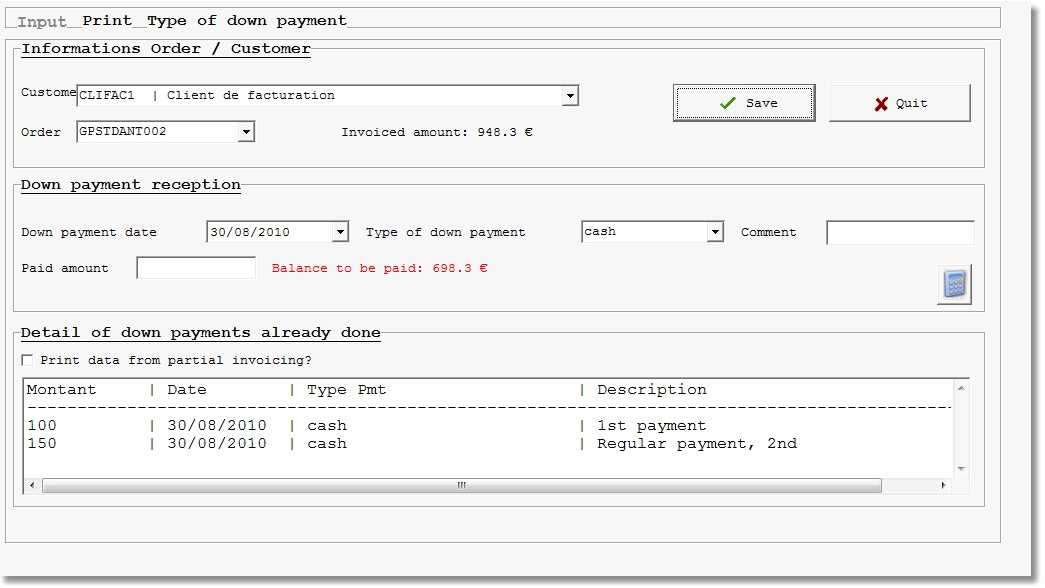 Input Print Type of down payment
Informations Order / Customer
Custome CLIFAC1 | Client de facturation Save Quit
Order GPSTDANT002 Invoiced amount: 948.3 €
Down payment reception
Down payment date 30/08/2010 Type of down payment cash Comment
Paid amount Balance to be paid: 698.3 €
Detail of down payments already done
Print data from partial invoicing?
Montant | Date | Type Pmt | Description
100 | 30/08/2010 | cash | 1st payment
150 | 30/08/2010 | cash | Regular payment, 2nd